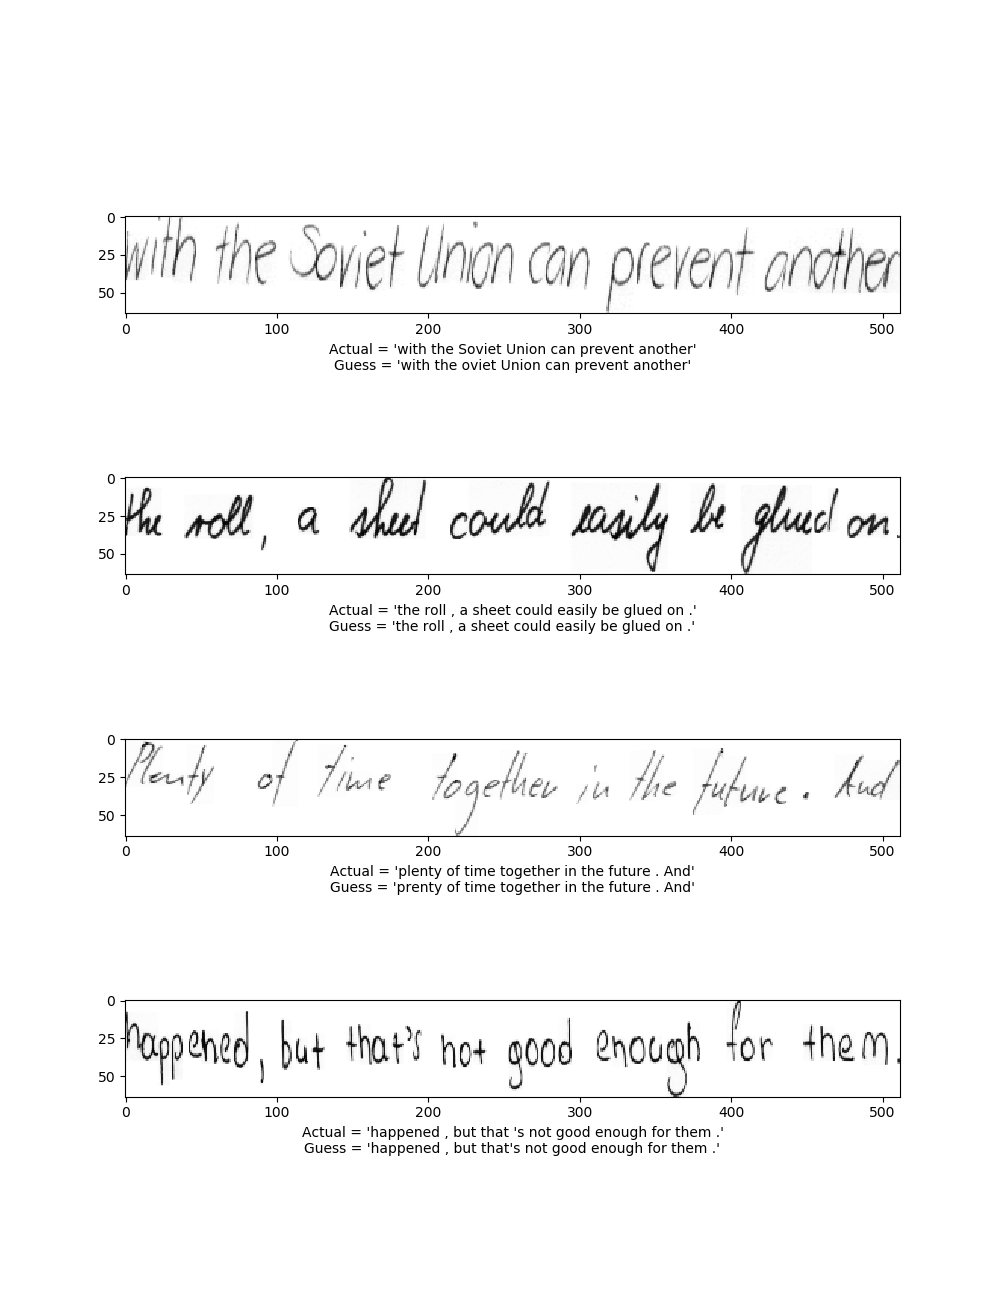 0
25
50
with the Soviet Union can prevent another
0 100 200 300 400 500
Actual = 'with the Soviet Union can prevent another'
Guess = 'with the oviet Union can prevent another'
0
25
50
the roll, a sheet could easily be glued on.
0 100 200 300 400 500
Actual = 'the roll , a sheet could easily be glued on .'
Guess = 'the roll , a sheet could easily be glued on .'
0
25
50
Plenty of time together in the future. And
0 100 200 300 400 500
Actual = 'plenty of time together in the future . And'
Guess = 'prenty of time together in the future . And'
0
25
50
happened, but that's not good enough for them.
0 100 200 300 400 500
Actual = 'happened , but that 's not good enough for them .'
Guess = 'happened , but that's not good enough for them .'